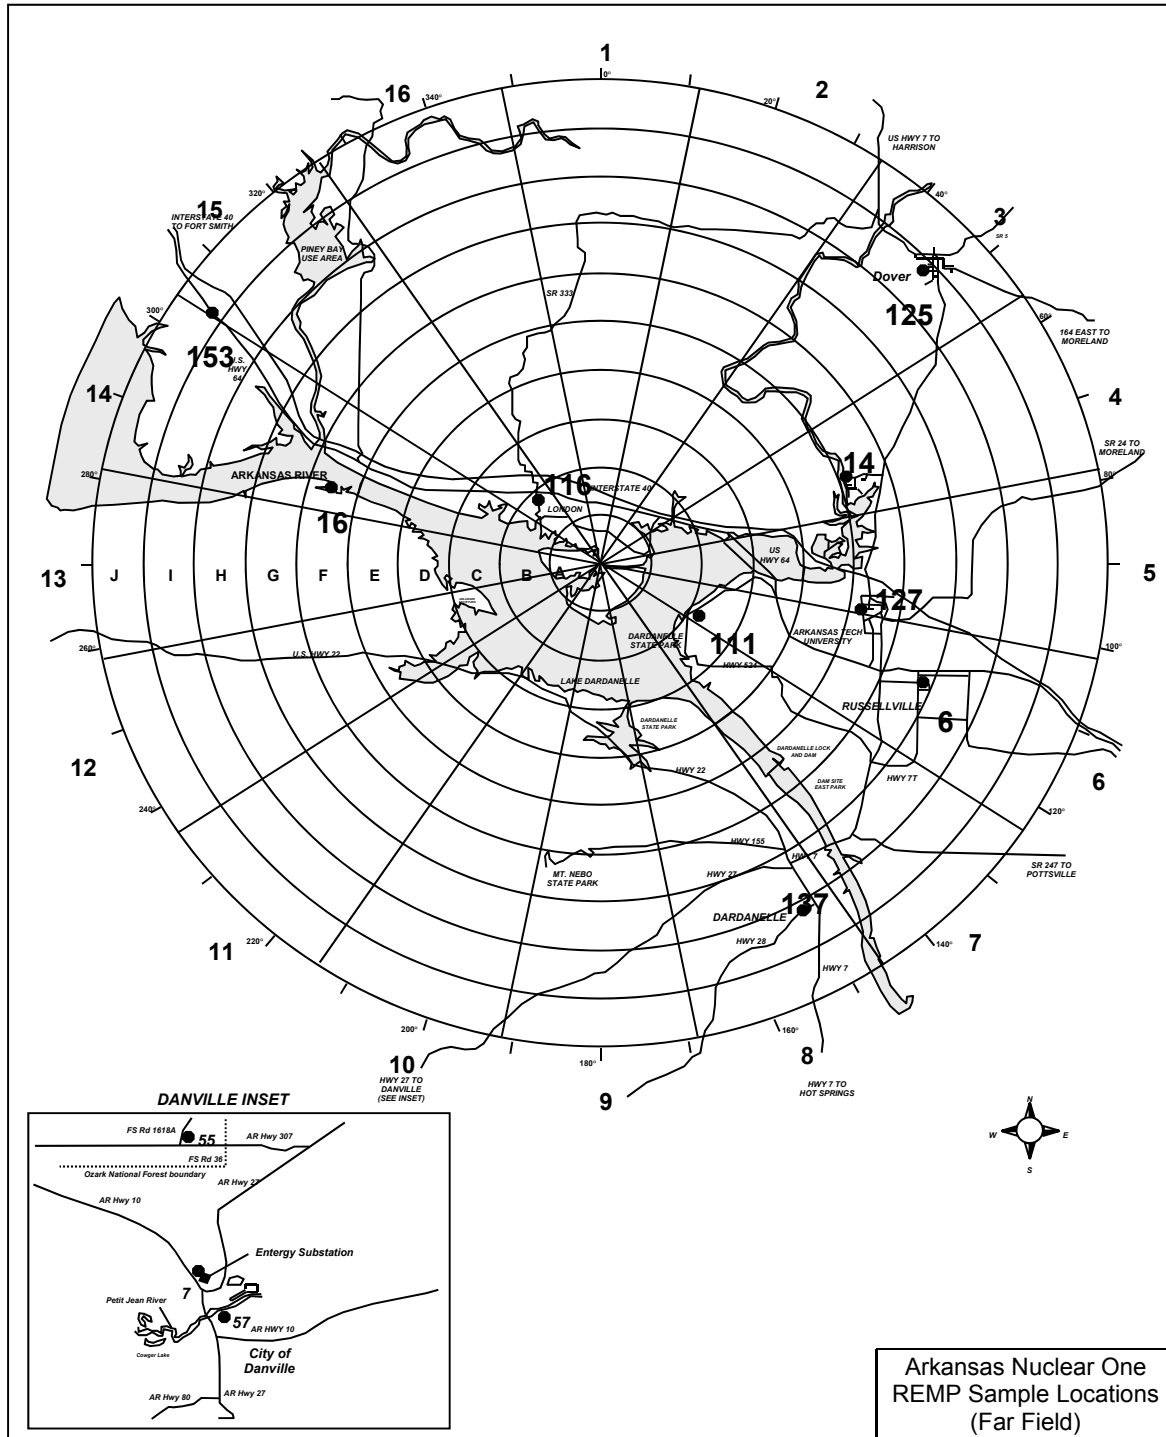 1
0°
16
340°
20°
2
US HWY 7 TO
HARRISON
320°
40°
15
INTERSTATE 40
TO FORT SMITH
3
SR 5
PINEY BAY
USE AREA
Dover
SR 333
300°
125
60°
164 EAST TO
MORELAND
153
U.S.
HWY
64
14
4
SR 24 TO
MORELAND
280°
ARKANSAS RIVER
14
80°
116
INTERSTATE 40
LONDON
16
US
HWY 64
13
J
I
H
G
F
E
D
C
B
A
5
127
DARDANELLE
STATE PARK
111
ARKANSAS TECH
UNIVERSITY
260°
U.S. HWY 22
100°
HWY 524
LAKE DARDANELLE
RUSSELLVILLE
6
DARDANELLE
STATE PARK
DARDANELLE LOCK
AND DAM
12
HWY 22
HWY 7T
6
DAM SITE
EAST PARK
240°
120°
HWY 155
HWY 7
SR 247 TO
POTTSVILLE
MT. NEBO
STATE PARK
HWY 27
137
DARDANELLE
11
220°
HWY 28
140°
7
HWY 7
200°
160°
180°
10
8
HWY 27 TO
DANVILLE
(SEE INSET)
9
HWY 7 TO
HOT SPRINGS
DANVILLE INSET
N
W
E
S
FS Rd 1618A
55
AR Hwy 307
FS Rd 36
Ozark National Forest boundary
AR Hwy 27
AR Hwy 10
Entergy Substation
7
Petit Jean River
57
AR HWY 10
City of
Danville
Cowger Lake
AR Hwy 80
AR Hwy 27
Arkansas Nuclear One
REMP Sample Locations
(Far Field)